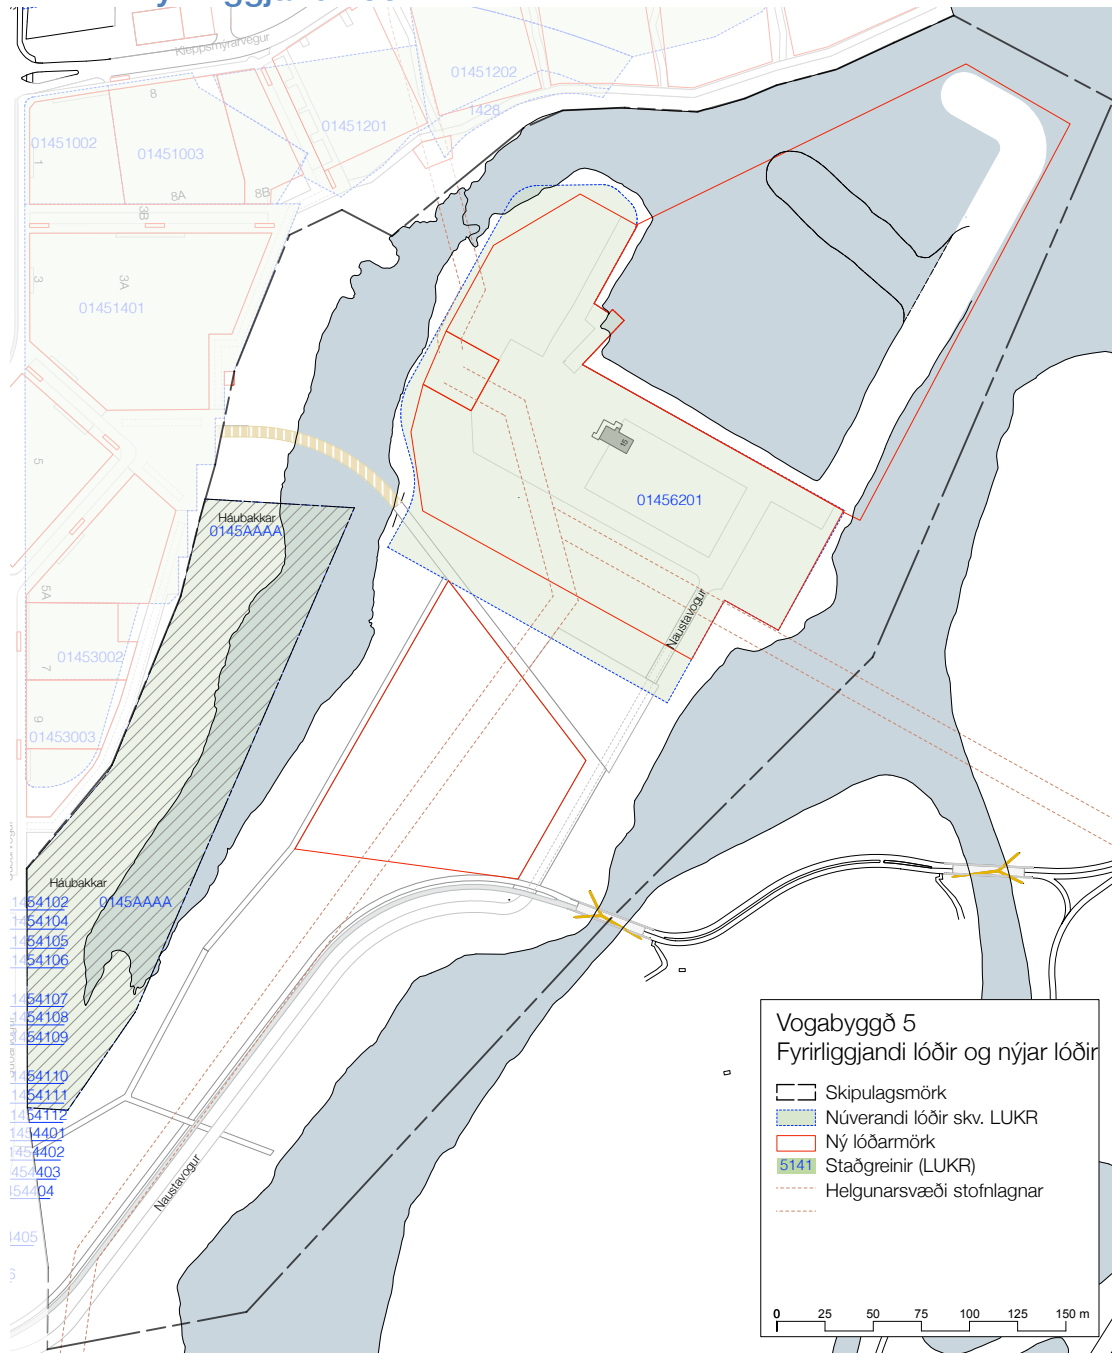 Kleppsmýrarvegur
01451202
1428
8
01451201
01451002
01451003
1
8A
8B
3B
3
3A
01451401
15
01456201
5
Háubakkar
0145AAAA
5A
Naustavogur
01453002
7
9
01453003
Háubakkar
0145AAAA
1454102
1454104
1454105
1454106
1454107
1454108
1454109
1454110
1454111
1454112
1454401
1454402
454403
454404
4405
6
Naustavogur
Vogabyggð 5
Fyrirliggjandi lóðir og nýjar lóðir
Skipulagsmörk
Núverandi lóðir skv. LUKR
Ný lóðarmörk
5141 Staðgreinir (LUKR)
Helgunarsvæði stofnlagnar
0 25 50 75 100 125 150 m